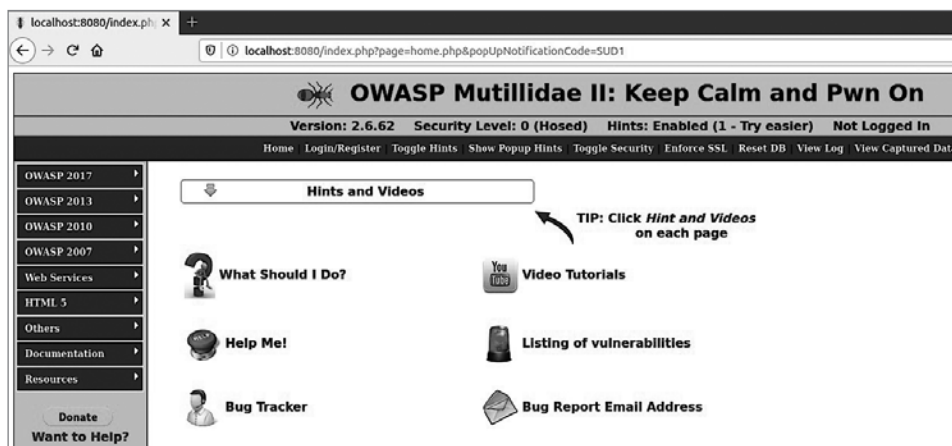 localhost:8080/index.ph
localhost:8080/index.php?page=home.php&popUpNotificationCode=SUD1
OWASP Mutillidae II: Keep Calm and Pwn On
Version: 2.6.62 Security Level: 0 (Hosed) Hints: Enabled (1 - Try easier) Not Logged In
Home Login/Register Toggle Hints Show Popup Hints Toggle Security Enforce SSL Reset DB View Log View Captured Dat
OWASP 2017
OWASP 2013
OWASP 2010
OWASP 2007
Web Services
HTML 5
Others
Documentation
Resources
Donate
Want to Help?
Hints and Videos
TIP: Click Hint and Videos
on each page
What Should I Do?
You
Tube
Video Tutorials
Help Me!
Listing of vulnerabilities
Bug Tracker
Bug Report Email Address